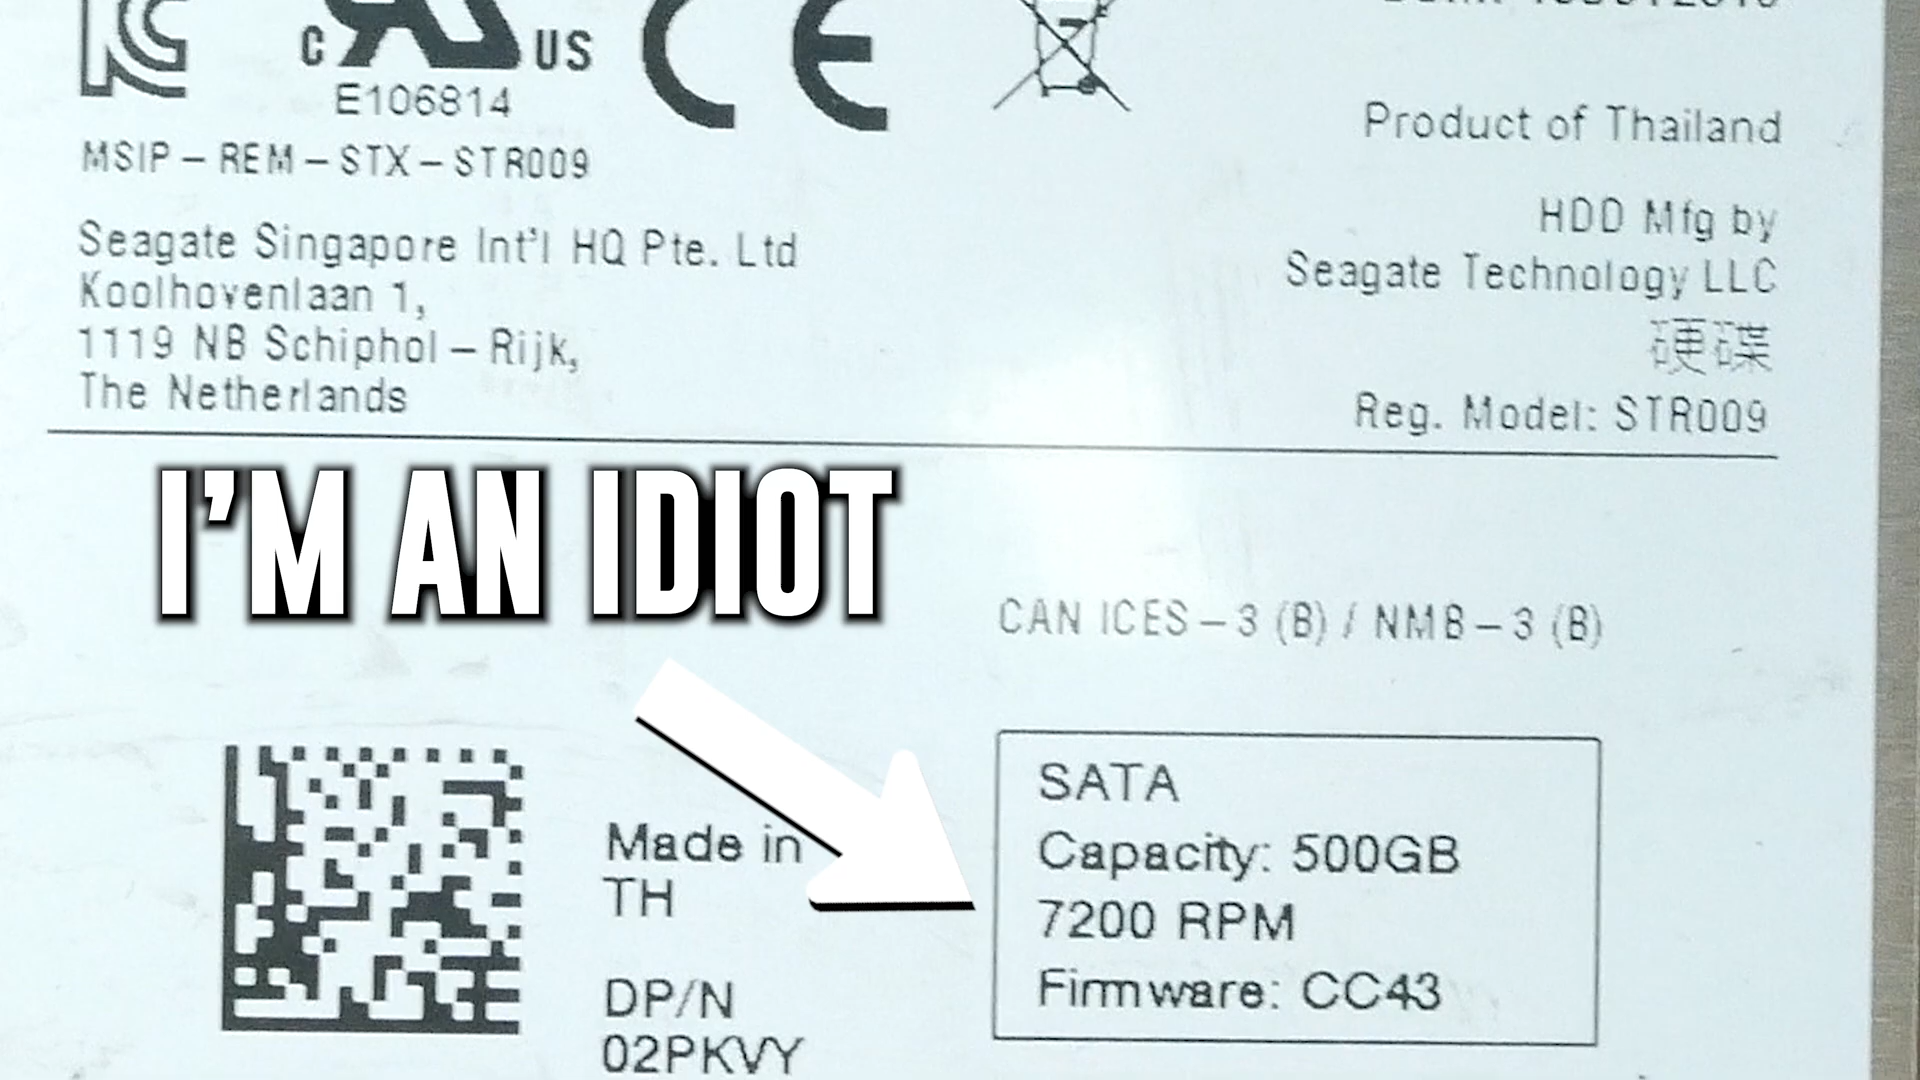 C US
E106814
CE
MSIP – REM – STX – STR009
Seagate Singapore Int'l HQ Pte. Ltd
Koolhovenlaan 1,
1119 NB Schiphol – Rijk,
The Netherlands
Product of Thailand
HDD Mfg by
Seagate Technology LLC
硬碟
Reg. Model: STR009
I'M AN IDIOT
CAN ICES – 3 (B) / NMB – 3 (B)
Made in
TH
DP/N
02PKVY
SATA
Capacity: 500GB
7200 RPM
Firmware: CC43